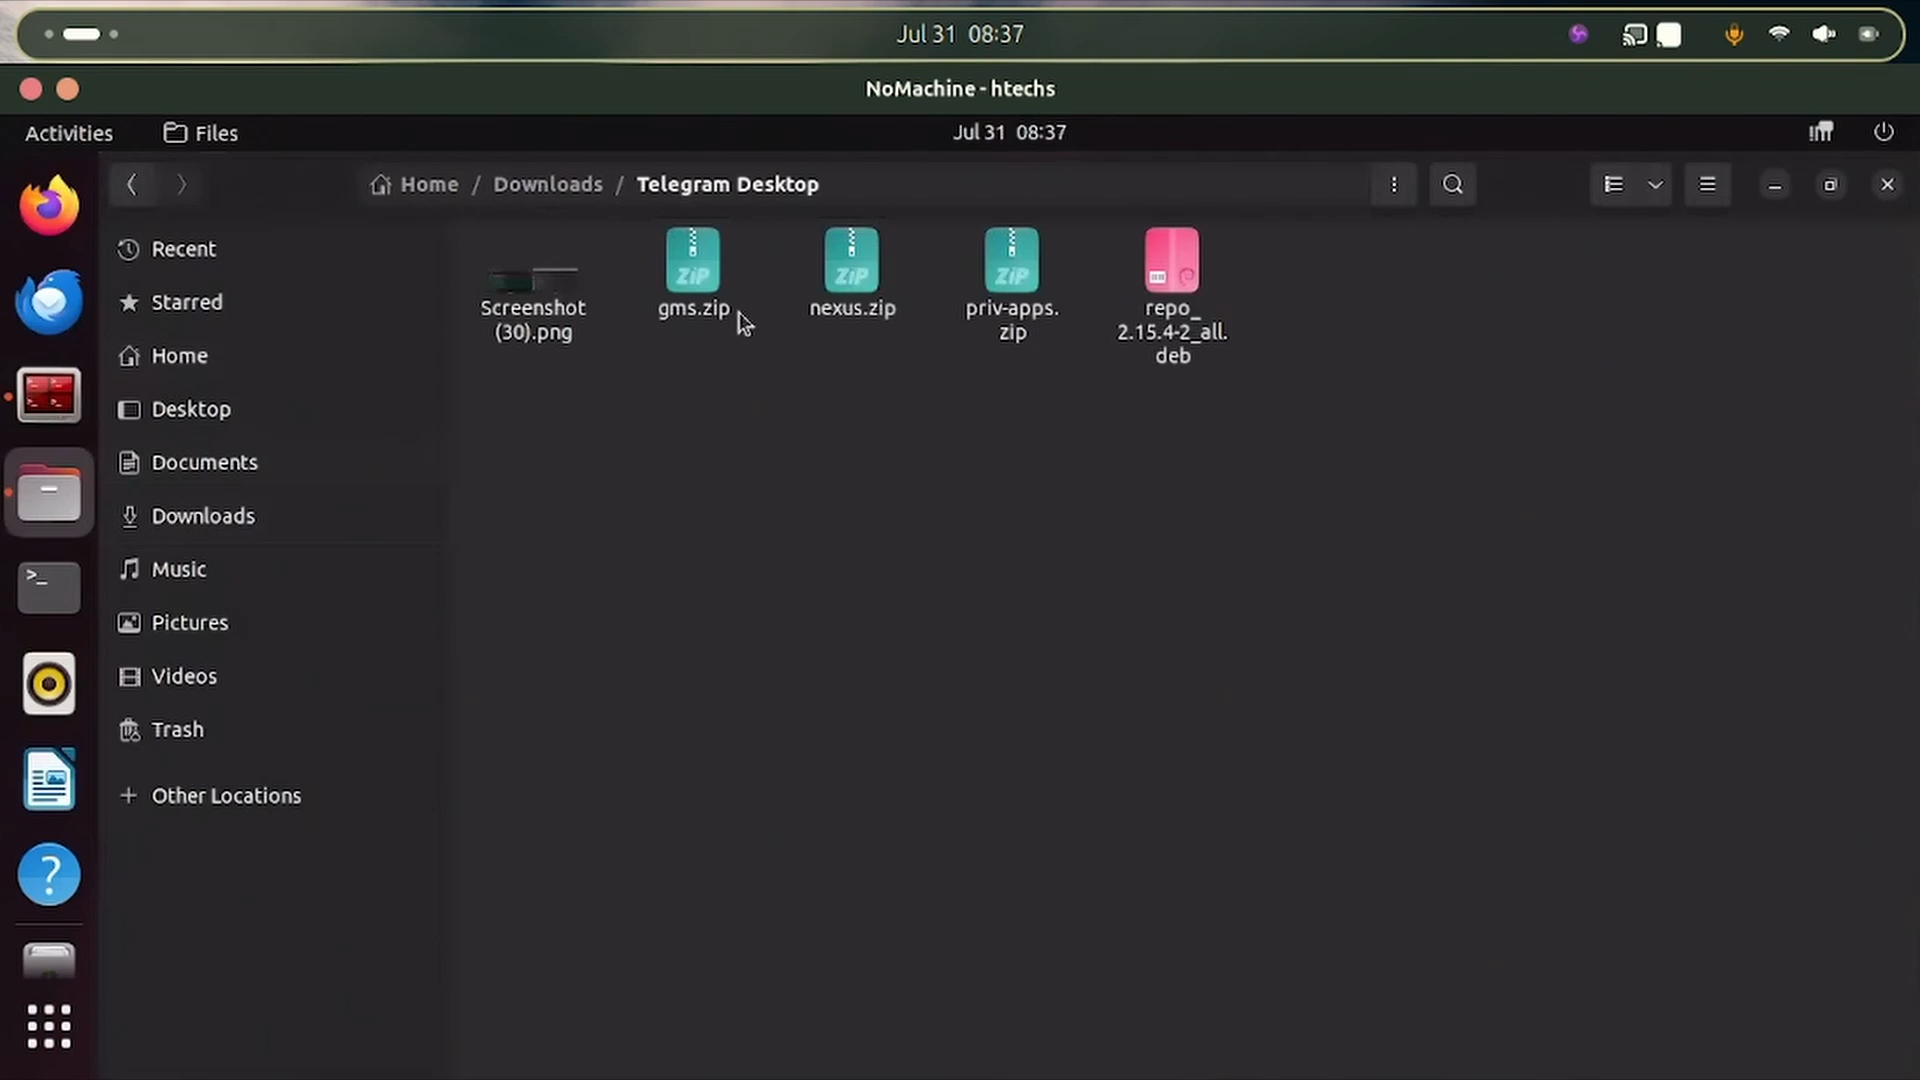 Jul 31 08:37
NoMachine - htechs
Activities
Files
Jul 31 08:37
Home / Downloads / Telegram Desktop
Recent
Starred
Home
Desktop
Documents
Downloads
Music
Pictures
Videos
Trash
Other Locations
Screenshot
(30).png
ZiP
gms.zip
ZiP
nexus.zip
ZiP
priv-apps.
zip
repo_
2.15.4-2_all.
deb